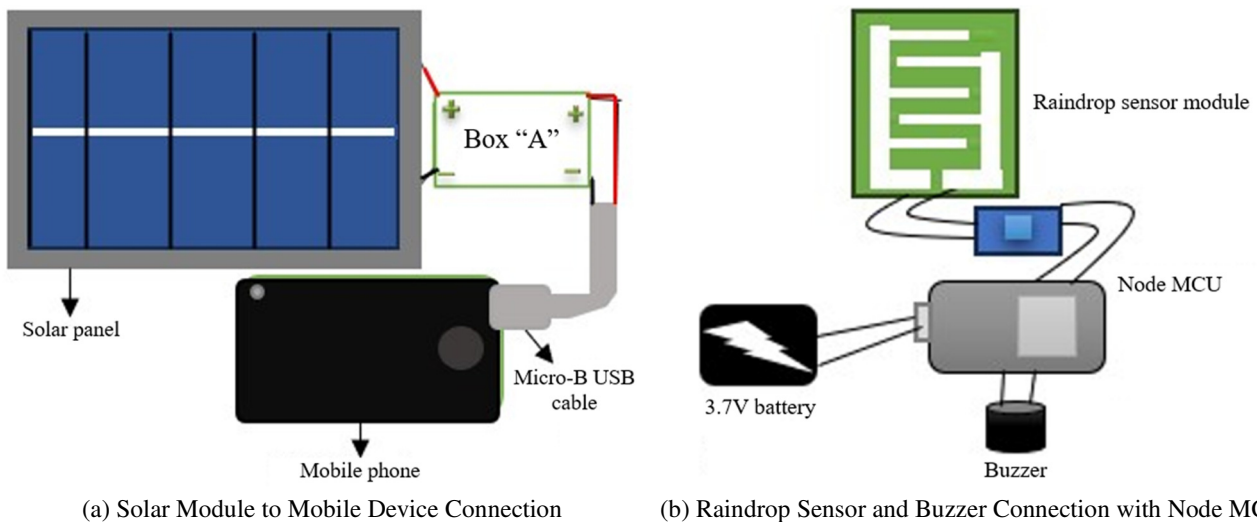 +
+
Box “A”
−
−
Solar panel
Micro-B USB
cable
Mobile phone
(a) Solar Module to Mobile Device Connection
Raindrop sensor module
Node MCU
3.7V battery
Buzzer
(b) Raindrop Sensor and Buzzer Connection with Node MC